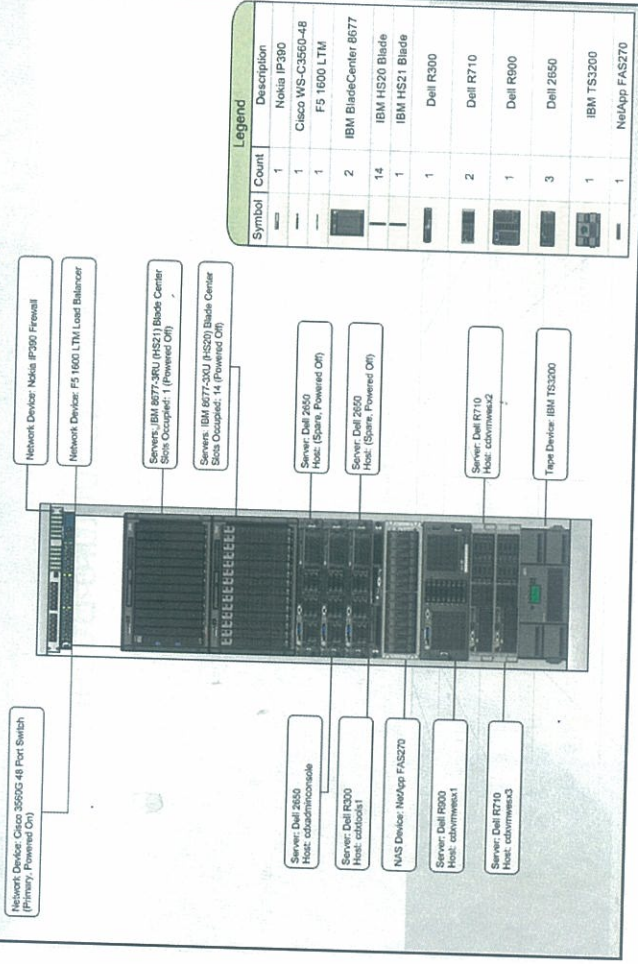 Network Device: Cisco 3560G 48 Port Switch
(Primary, Powered On)
Network Device: Nokia IP390 Firewall
Network Device: F5 1600 LTM Load Balancer
Servers: IBM 8677-3RU (HS21) Blade Center
Slots Occupied: 1 (Powered Off)
Servers: IBM 8677-3XU (HS20) Blade Center
Slots Occupied: 14 (Powered Off)
Server: Dell 2650
Host: (Spare, Powered Off)
Server: Dell 2650
Host: (Spare, Powered Off)
Server: Dell 2650
Host: cdxadminconsole
Server: Dell R300
Host: cdxtools1
NAS Device: NetApp FAS270
Server: Dell R900
Host: cdxvmwesx1
Server: Dell R710
Host: cdxvmwesx3
Server: Dell R710
Host: cdxvmwesx2
Tape Device: IBM TS3200
Legend
Symbol Count Description
1 Nokia IP390
1 Cisco WS-C3560-48
1 F5 1600 LTM
2 IBM BladeCenter 8677
14 IBM HS20 Blade
1 IBM HS21 Blade
1 Dell R300
2 Dell R710
1 Dell R900
3 Dell 2650
1 IBM TS3200
1 NetApp FAS270